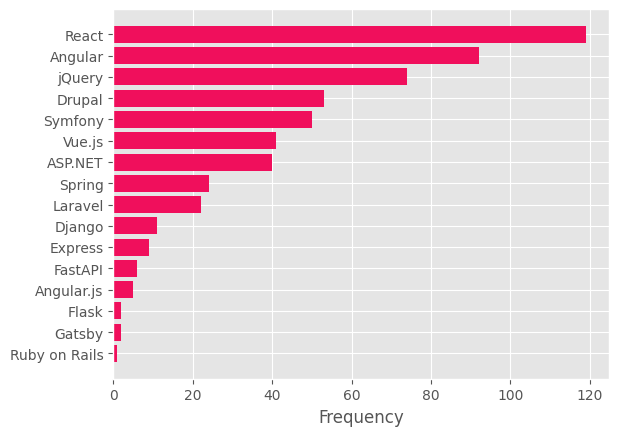 React
Angular
jQuery
Drupal
Symfony
Vue.js
ASP.NET
Spring
Laravel
Django
Express
FastAPI
Angular.js
Flask
Gatsby
Ruby on Rails
0 20 40 60 80 100 120
Frequency